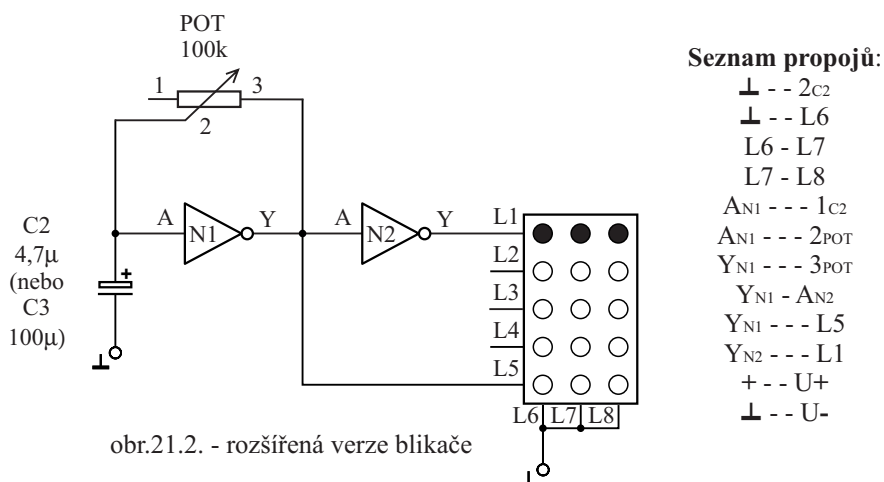 POT
100k
1
3
2
C2
4,7μ
(nebo
C3
100μ)
+
A
N1
Y
A
N2
Y
L1
L2
L3
L4
L5
L6
L7
L8
obr.21.2. - rozšířená verze blikače
Seznam propojů:
⊥ - - 2C2
⊥ - - L6
L6 - L7
L7 - L8
AN1 - - - 1C2
AN1 - - - 2POT
YN1 - - - 3POT
YN1 - AN2
YN1 - - - L5
YN2 - - - L1
+ - - U+
⊥ - - U-